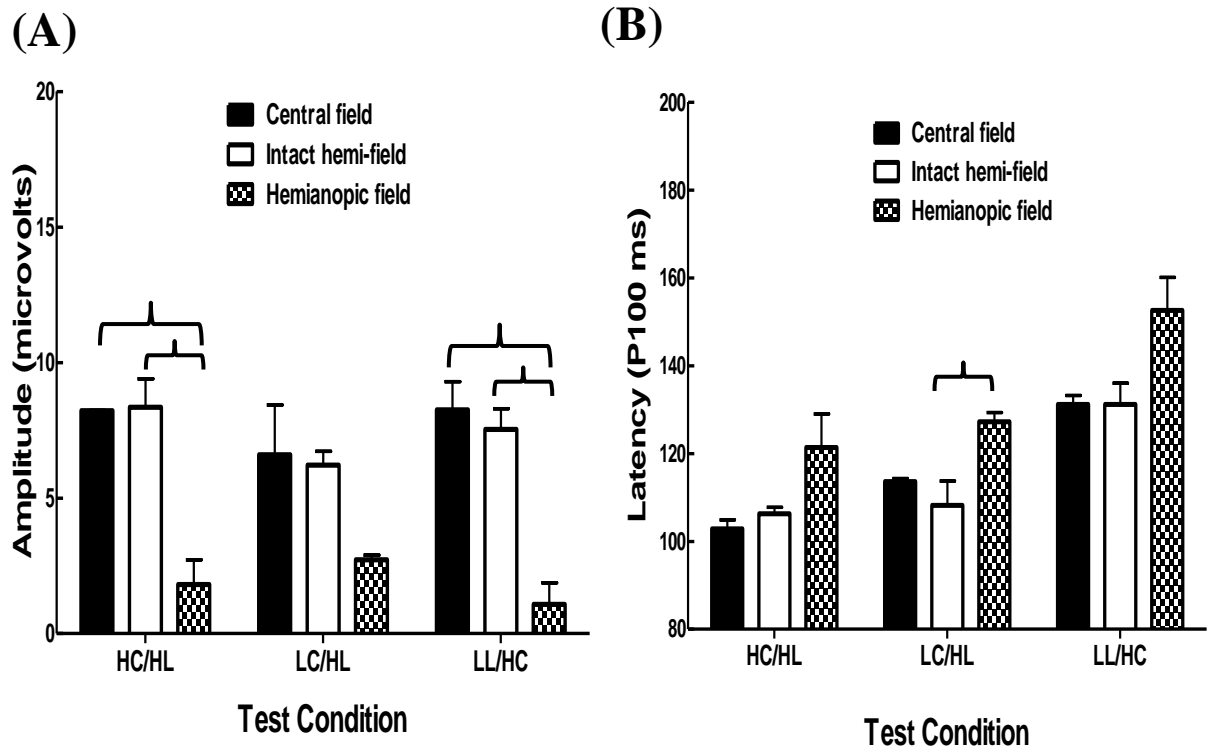 (A)
Amplitude (microvolts)
20
15
10
5
0
Central field
Intact hemi-field
Hemianopic field
HC/HL LC/HL LL/HC
Test Condition
(B)
Latency (P100 ms)
200
180
160
140
120
100
80
Central field
Intact hemi-field
Hemianopic field
HC/HL LC/HL LL/HC
Test Condition